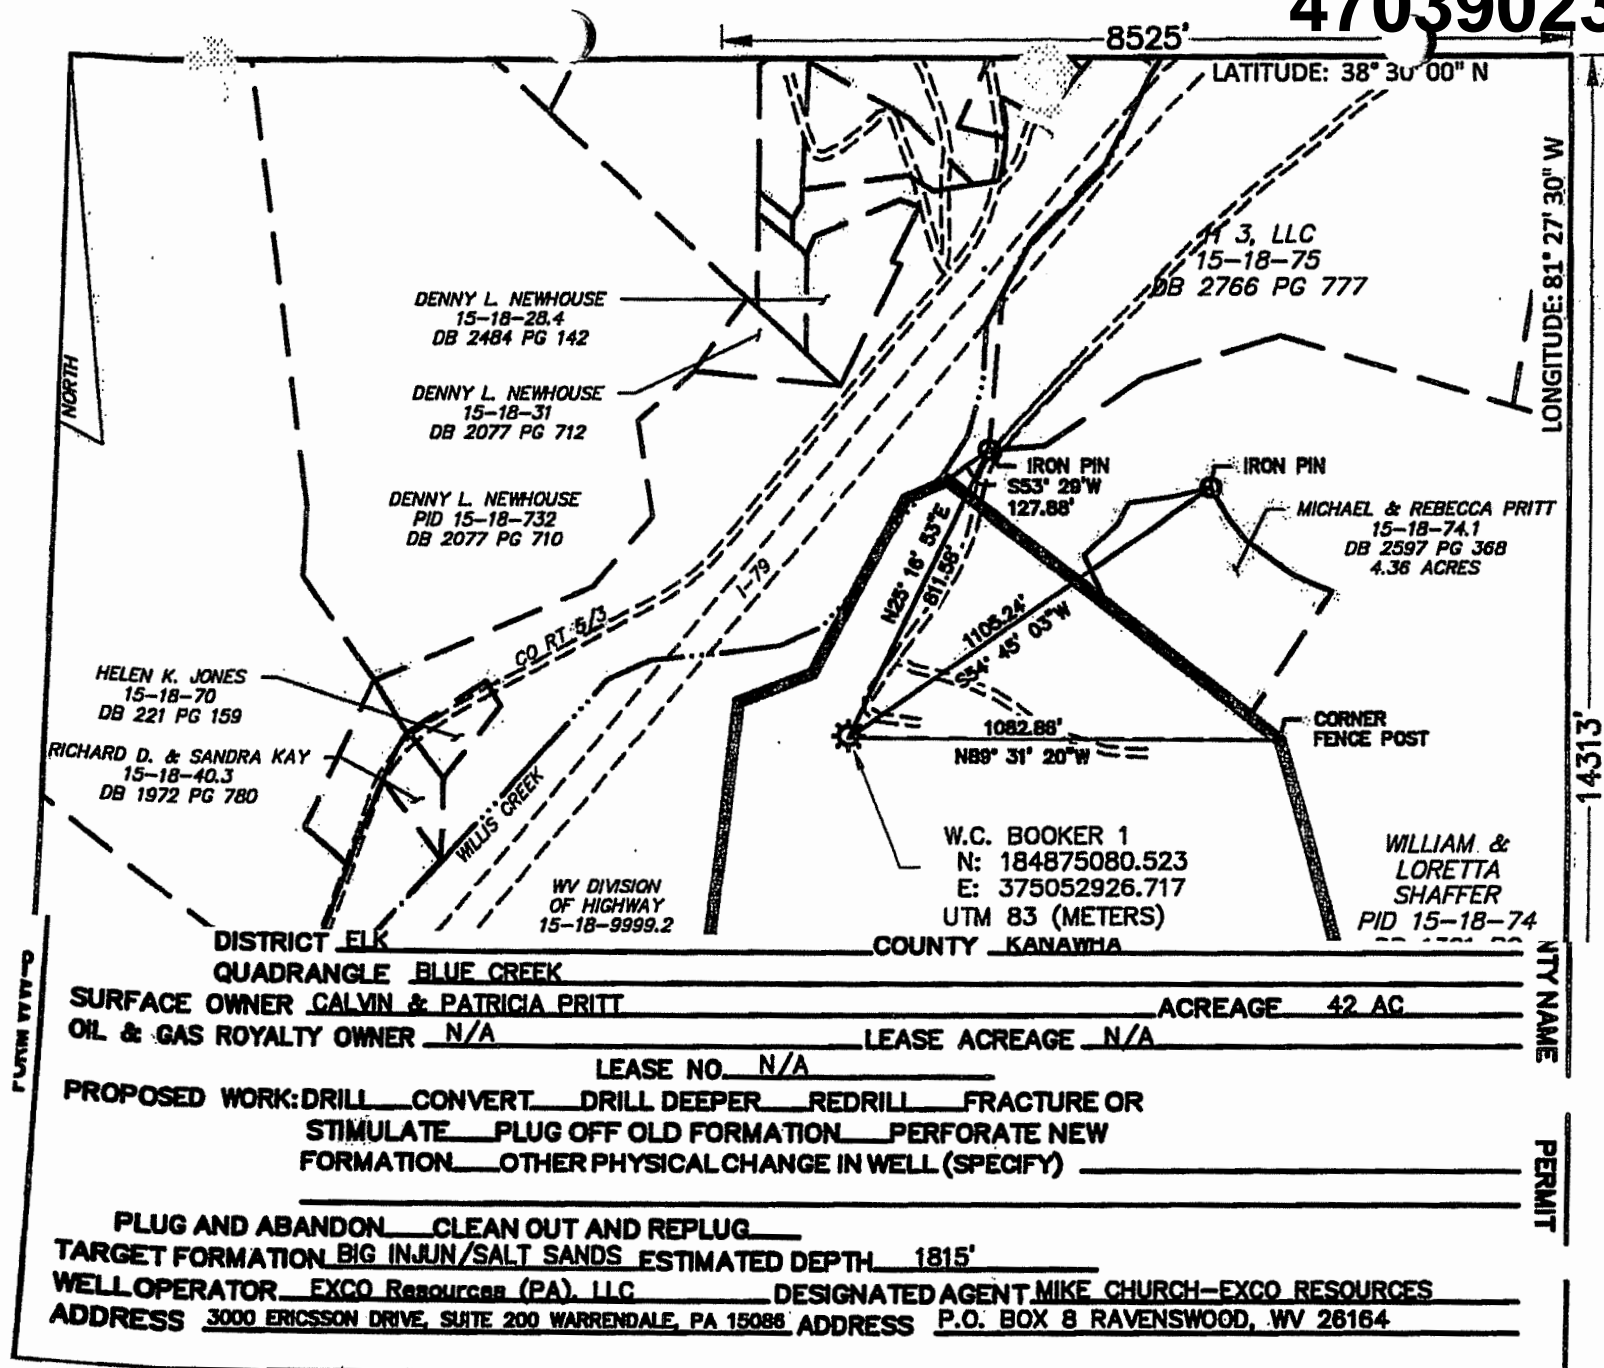 4703902
8525'
LATITUDE: 38° 30' 00" N
LONGITUDE: 81° 27' 30" W
14313'
NORTH
H 3, LLC
15-18-75
DB 2766 PG 777
DENNY L. NEWHOUSE
15-18-28.4
DB 2484 PG 142
DENNY L. NEWHOUSE
15-18-31
DB 2077 PG 712
DENNY L. NEWHOUSE
PID 15-18-732
DB 2077 PG 710
IRON PIN
S53° 29'W
127.88'
IRON PIN
MICHAEL & REBECCA PRITT
15-18-74.1
DB 2597 PG 368
4.36 ACRES
N25° 16' 53"E
811.58'
1105.24'
S54° 45' 03"W
I-79
CO RT 5/3
HELEN K. JONES
15-18-70
DB 221 PG 159
RICHARD D. & SANDRA KAY
15-18-40.3
DB 1972 PG 780
WILLIS CREEK
1082.86'
N89° 31' 20"W
CORNER
FENCE POST
W.C. BOOKER 1
N: 184875080.523
E: 375052926.717
UTM 83 (METERS)
WV DIVISION
OF HIGHWAY
15-18-9999.2
WILLIAM &
LORETTA
SHAFFER
PID 15-18-74
DISTRICT ELK COUNTY KANAWHA
QUADRANGLE BLUE CREEK
SURFACE OWNER CALVIN & PATRICIA PRITT ACREAGE 42 AC
OIL & GAS ROYALTY OWNER N/A LEASE ACREAGE N/A
LEASE NO. N/A
PROPOSED WORK: DRILL CONVERT DRILL DEEPER REDRILL FRACTURE OR
STIMULATE PLUG OFF OLD FORMATION PERFORATE NEW
FORMATION OTHER PHYSICAL CHANGE IN WELL (SPECIFY)
PLUG AND ABANDON CLEAN OUT AND REPLUG
TARGET FORMATION BIG INJUN/SALT SANDS ESTIMATED DEPTH 1815'
WELL OPERATOR EXCO Resources (PA), LLC DESIGNATED AGENT MIKE CHURCH-EXCO RESOURCES
ADDRESS 3000 ERICSSON DRIVE, SUITE 200 WARRENDALE, PA 15086 ADDRESS P.O. BOX 8 RAVENSWOOD, WV 26164
NTY NAME
PERMIT